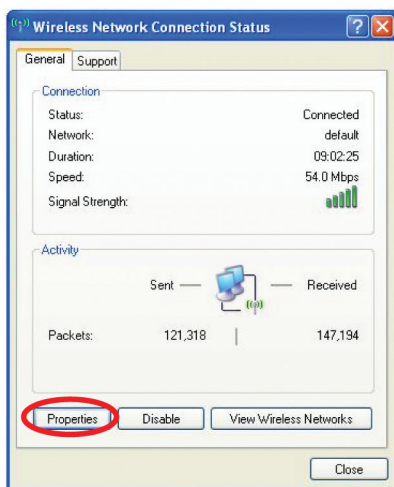 Wireless Network Connection Status
General Support
Connection
Status: Connected
Network: default
Duration: 09:02:25
Speed: 54.0 Mbps
Signal Strength:
Activity
Sent Received
Packets: 121,318 147,194
Properties Disable View Wireless Networks
Close